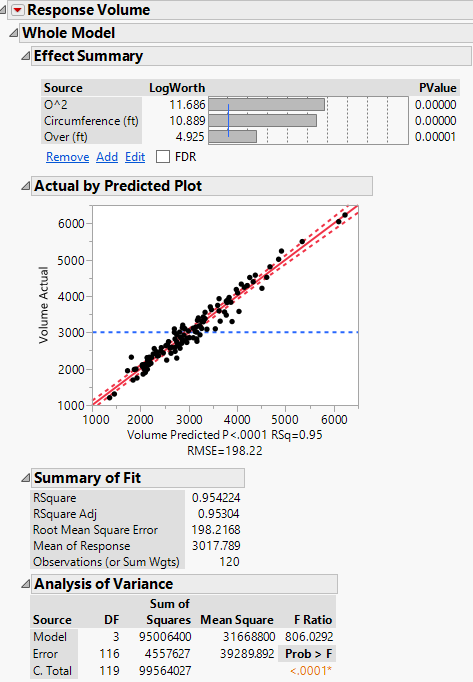 Response Volume
Whole Model
Effect Summary
Source LogWorth PValue
O^2 11.686 0.00000
Circumference (ft) 10.889 0.00000
Over (ft) 4.925 0.00001
Remove Add Edit FDR
Actual by Predicted Plot
6000
5000
4000
3000
2000
1000
Volume Actual
1000 2000 3000 4000 5000 6000
Volume Predicted P<.0001 RSq=0.95
RMSE=198.22
Summary of Fit
RSquare 0.954224
RSquare Adj 0.95304
Root Mean Square Error 198.2168
Mean of Response 3017.789
Observations (or Sum Wgts) 120
Analysis of Variance
Sum of
Source DF Squares Mean Square F Ratio
Model 3 95006400 31668800 806.0292
Error 116 4557627 39289.892 Prob > F
C. Total 119 99564027 <.0001*